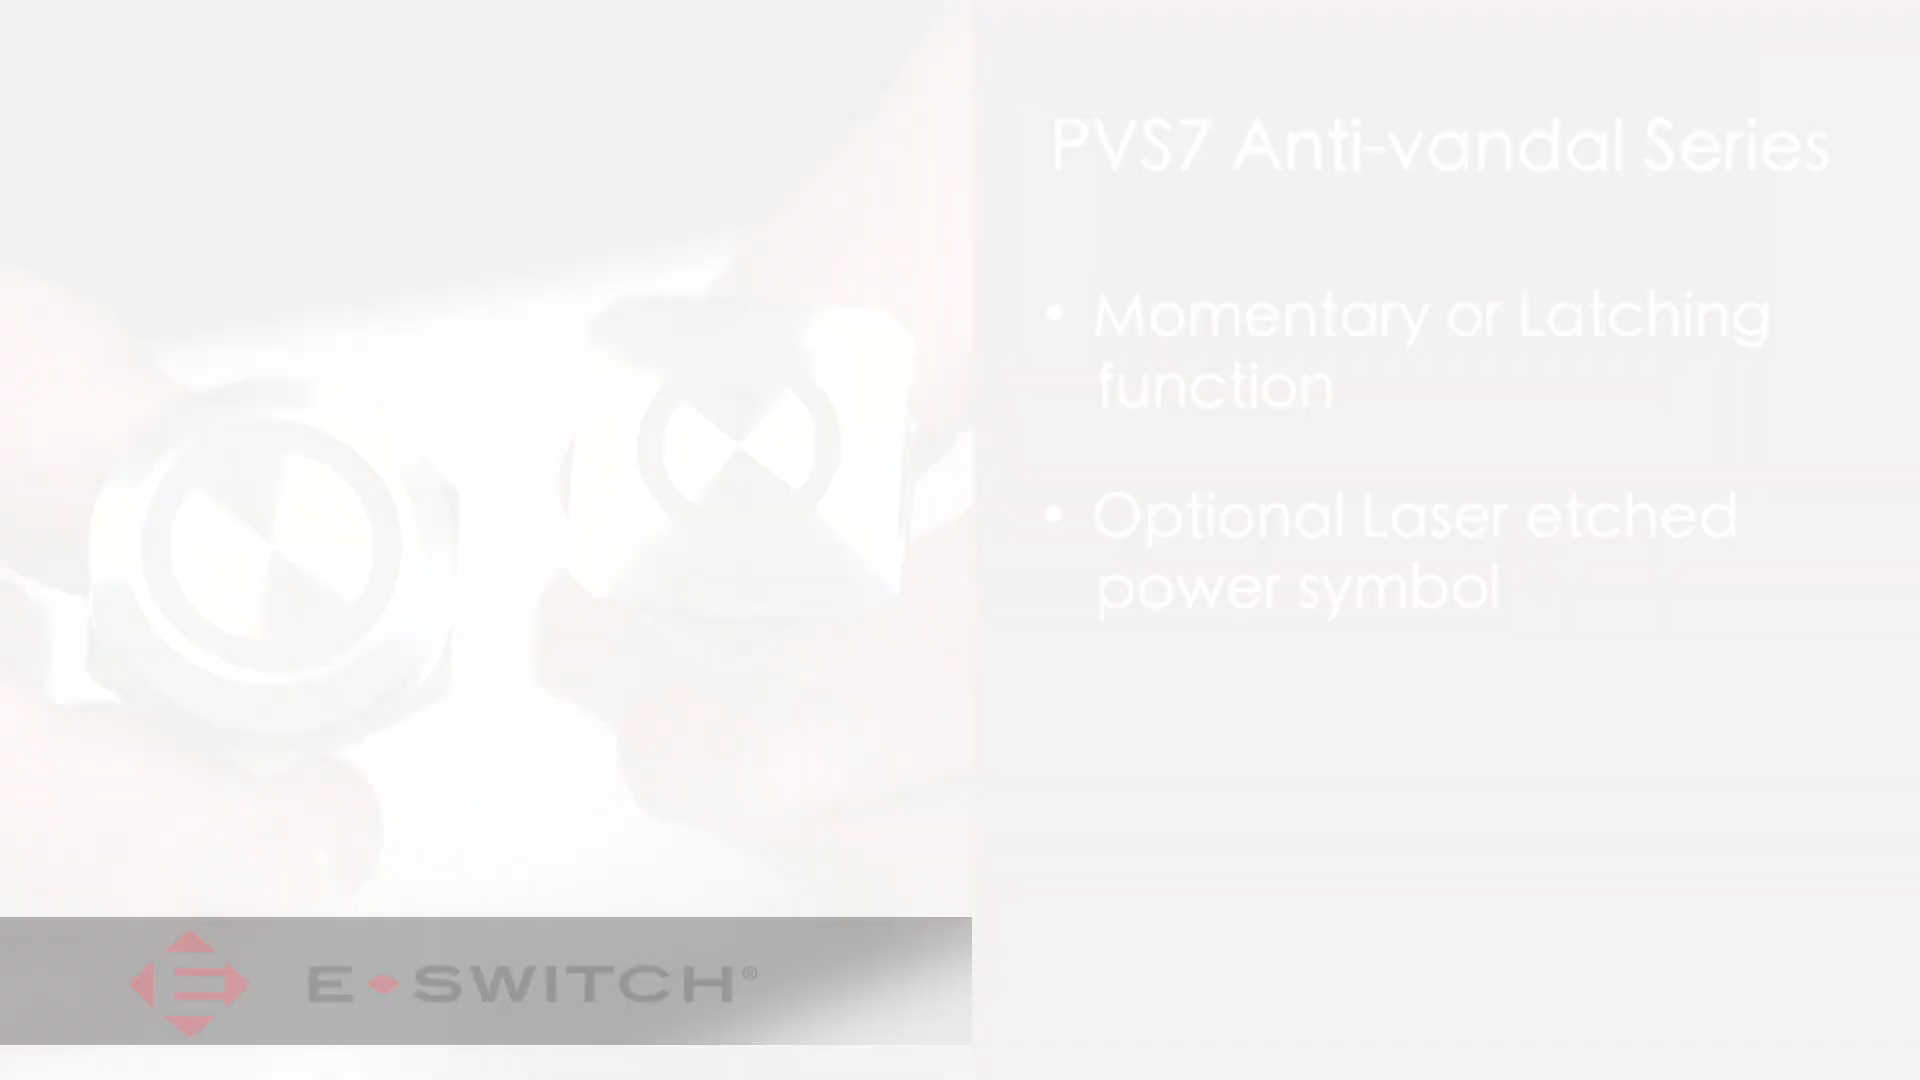 PVS7 Anti-vandal Series
• Momentary or Latching
function
• Optional Laser etched
power symbol
E SWITCH®